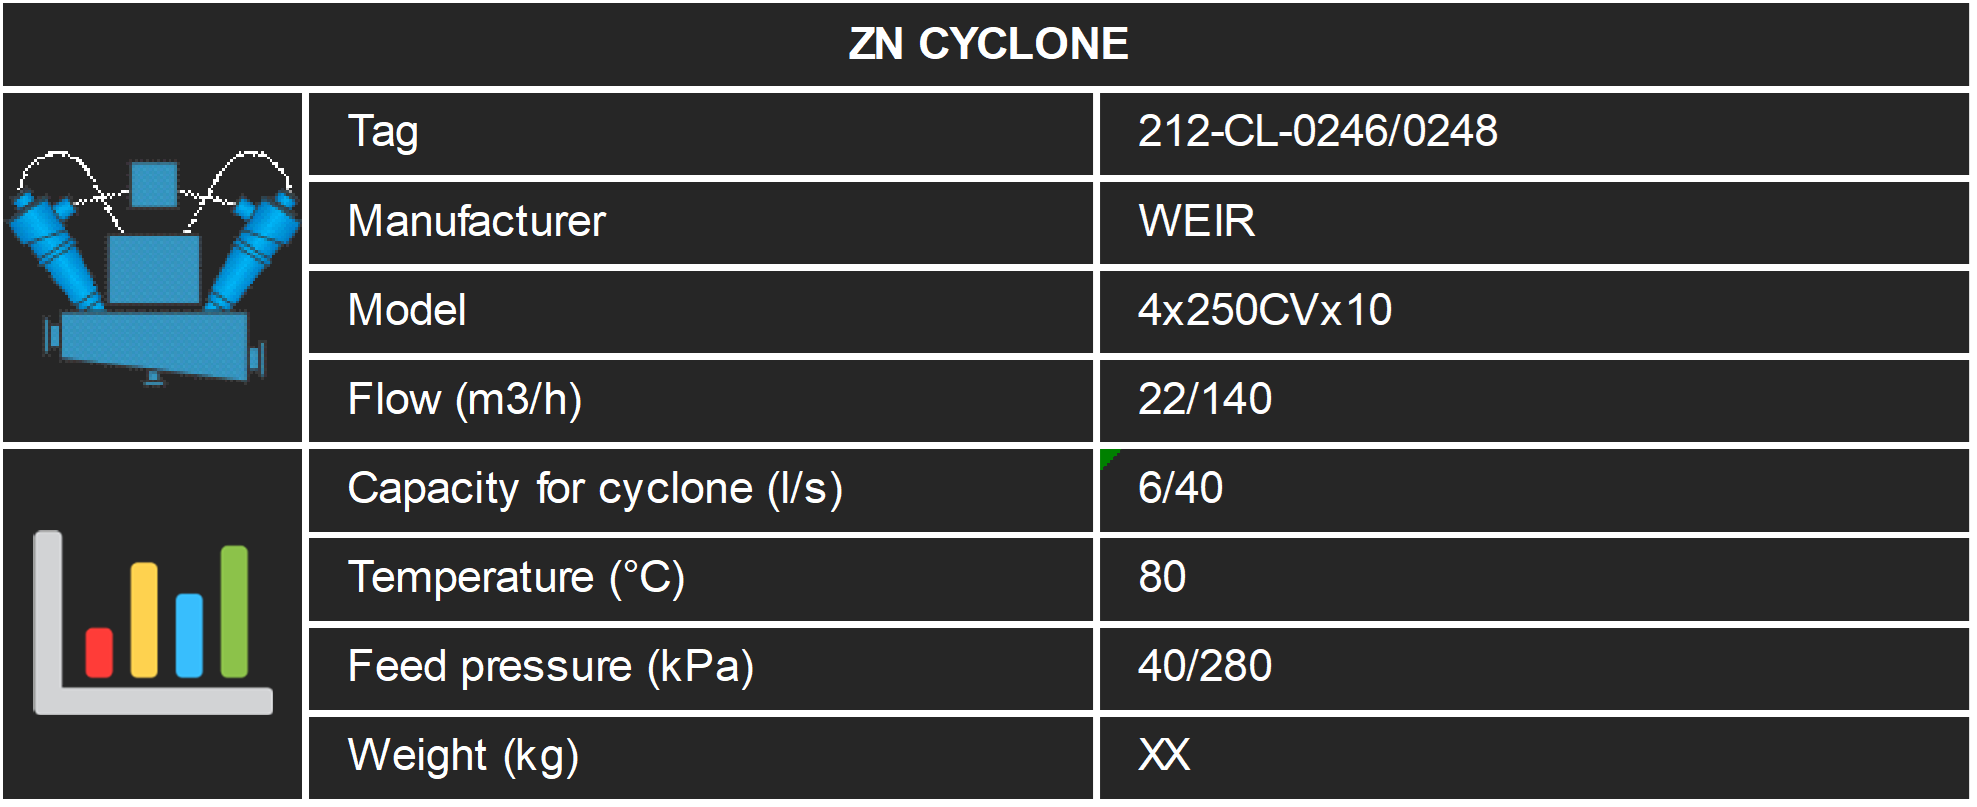 ZN CYCLONE
Tag 212-CL-0246/0248
Manufacturer WEIR
Model 4x250CVx10
Flow (m3/h) 22/140
Capacity for cyclone (l/s) 6/40
Temperature (°C) 80
Feed pressure (kPa) 40/280
Weight (kg) XX